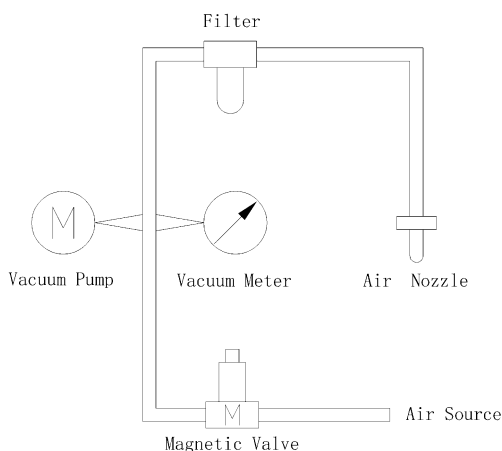 Filter
M
Vacuum Pump
Vacuum Meter
Air Nozzle
M
Air Source
Magnetic Valve